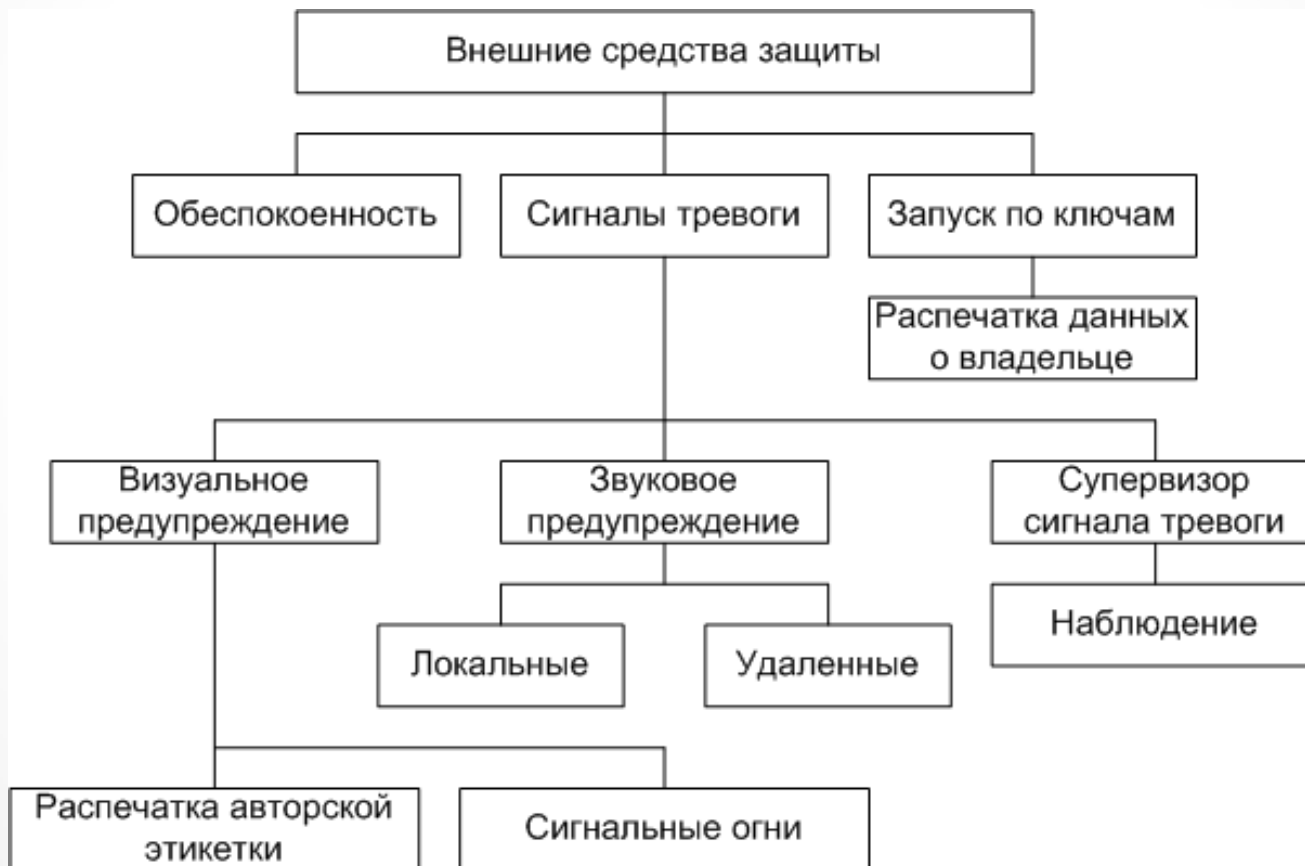 Внешние средства защиты
Обеспокоенность
Сигналы тревоги
Запуск по ключам
Распечатка данных
о владельце
Визуальное
предупреждение
Звуковое
предупреждение
Супервизор
сигнала тревоги
Локальные
Удаленные
Наблюдение
Распечатка авторской
этикетки
Сигнальные огни